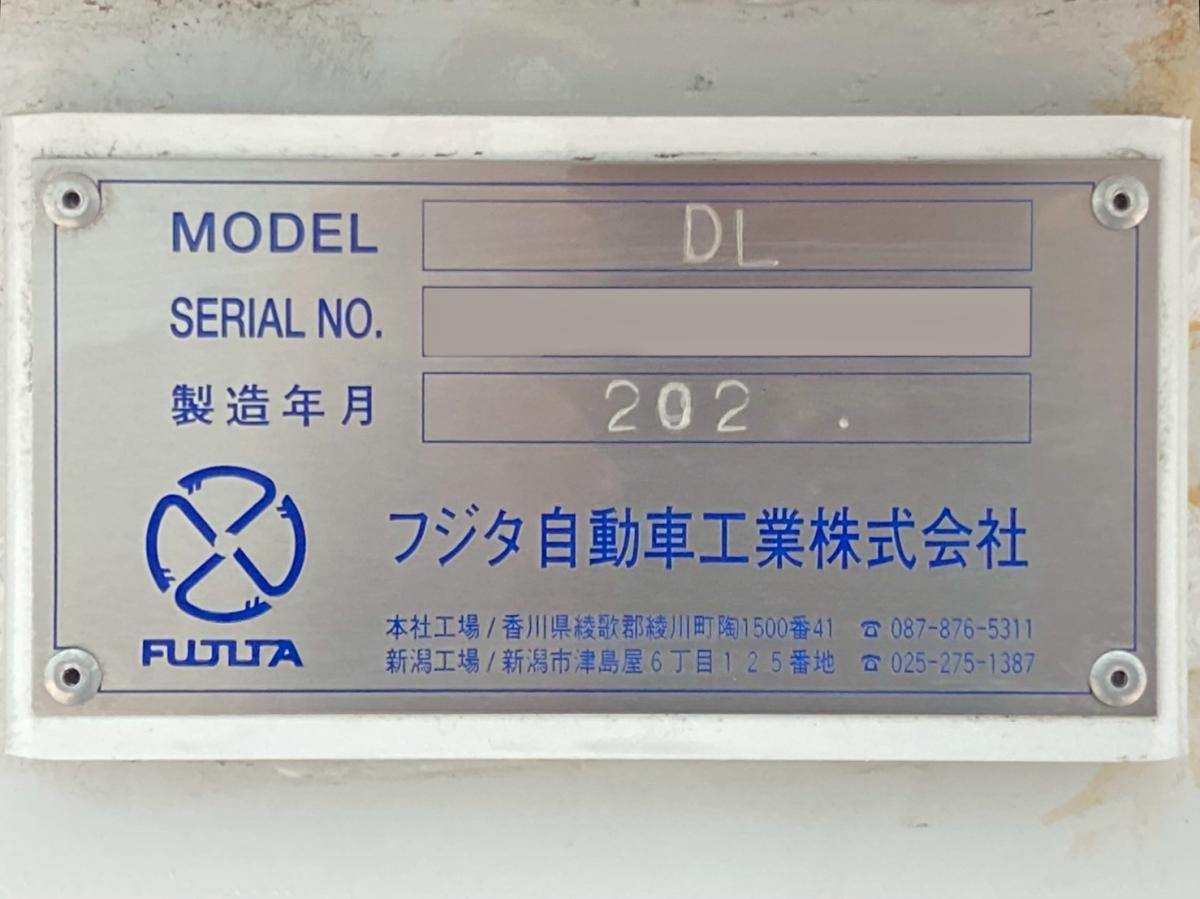 MODEL DL
SERIAL NO.
製造年月 202 .
フジタ自動車工業株式会社
FUJITA
本社工場/香川県綾歌郡綾川町陶1500番41 ☎ 087-876-5311
新潟工場/新潟市津島屋6丁目125番地 ☎ 025-275-1387